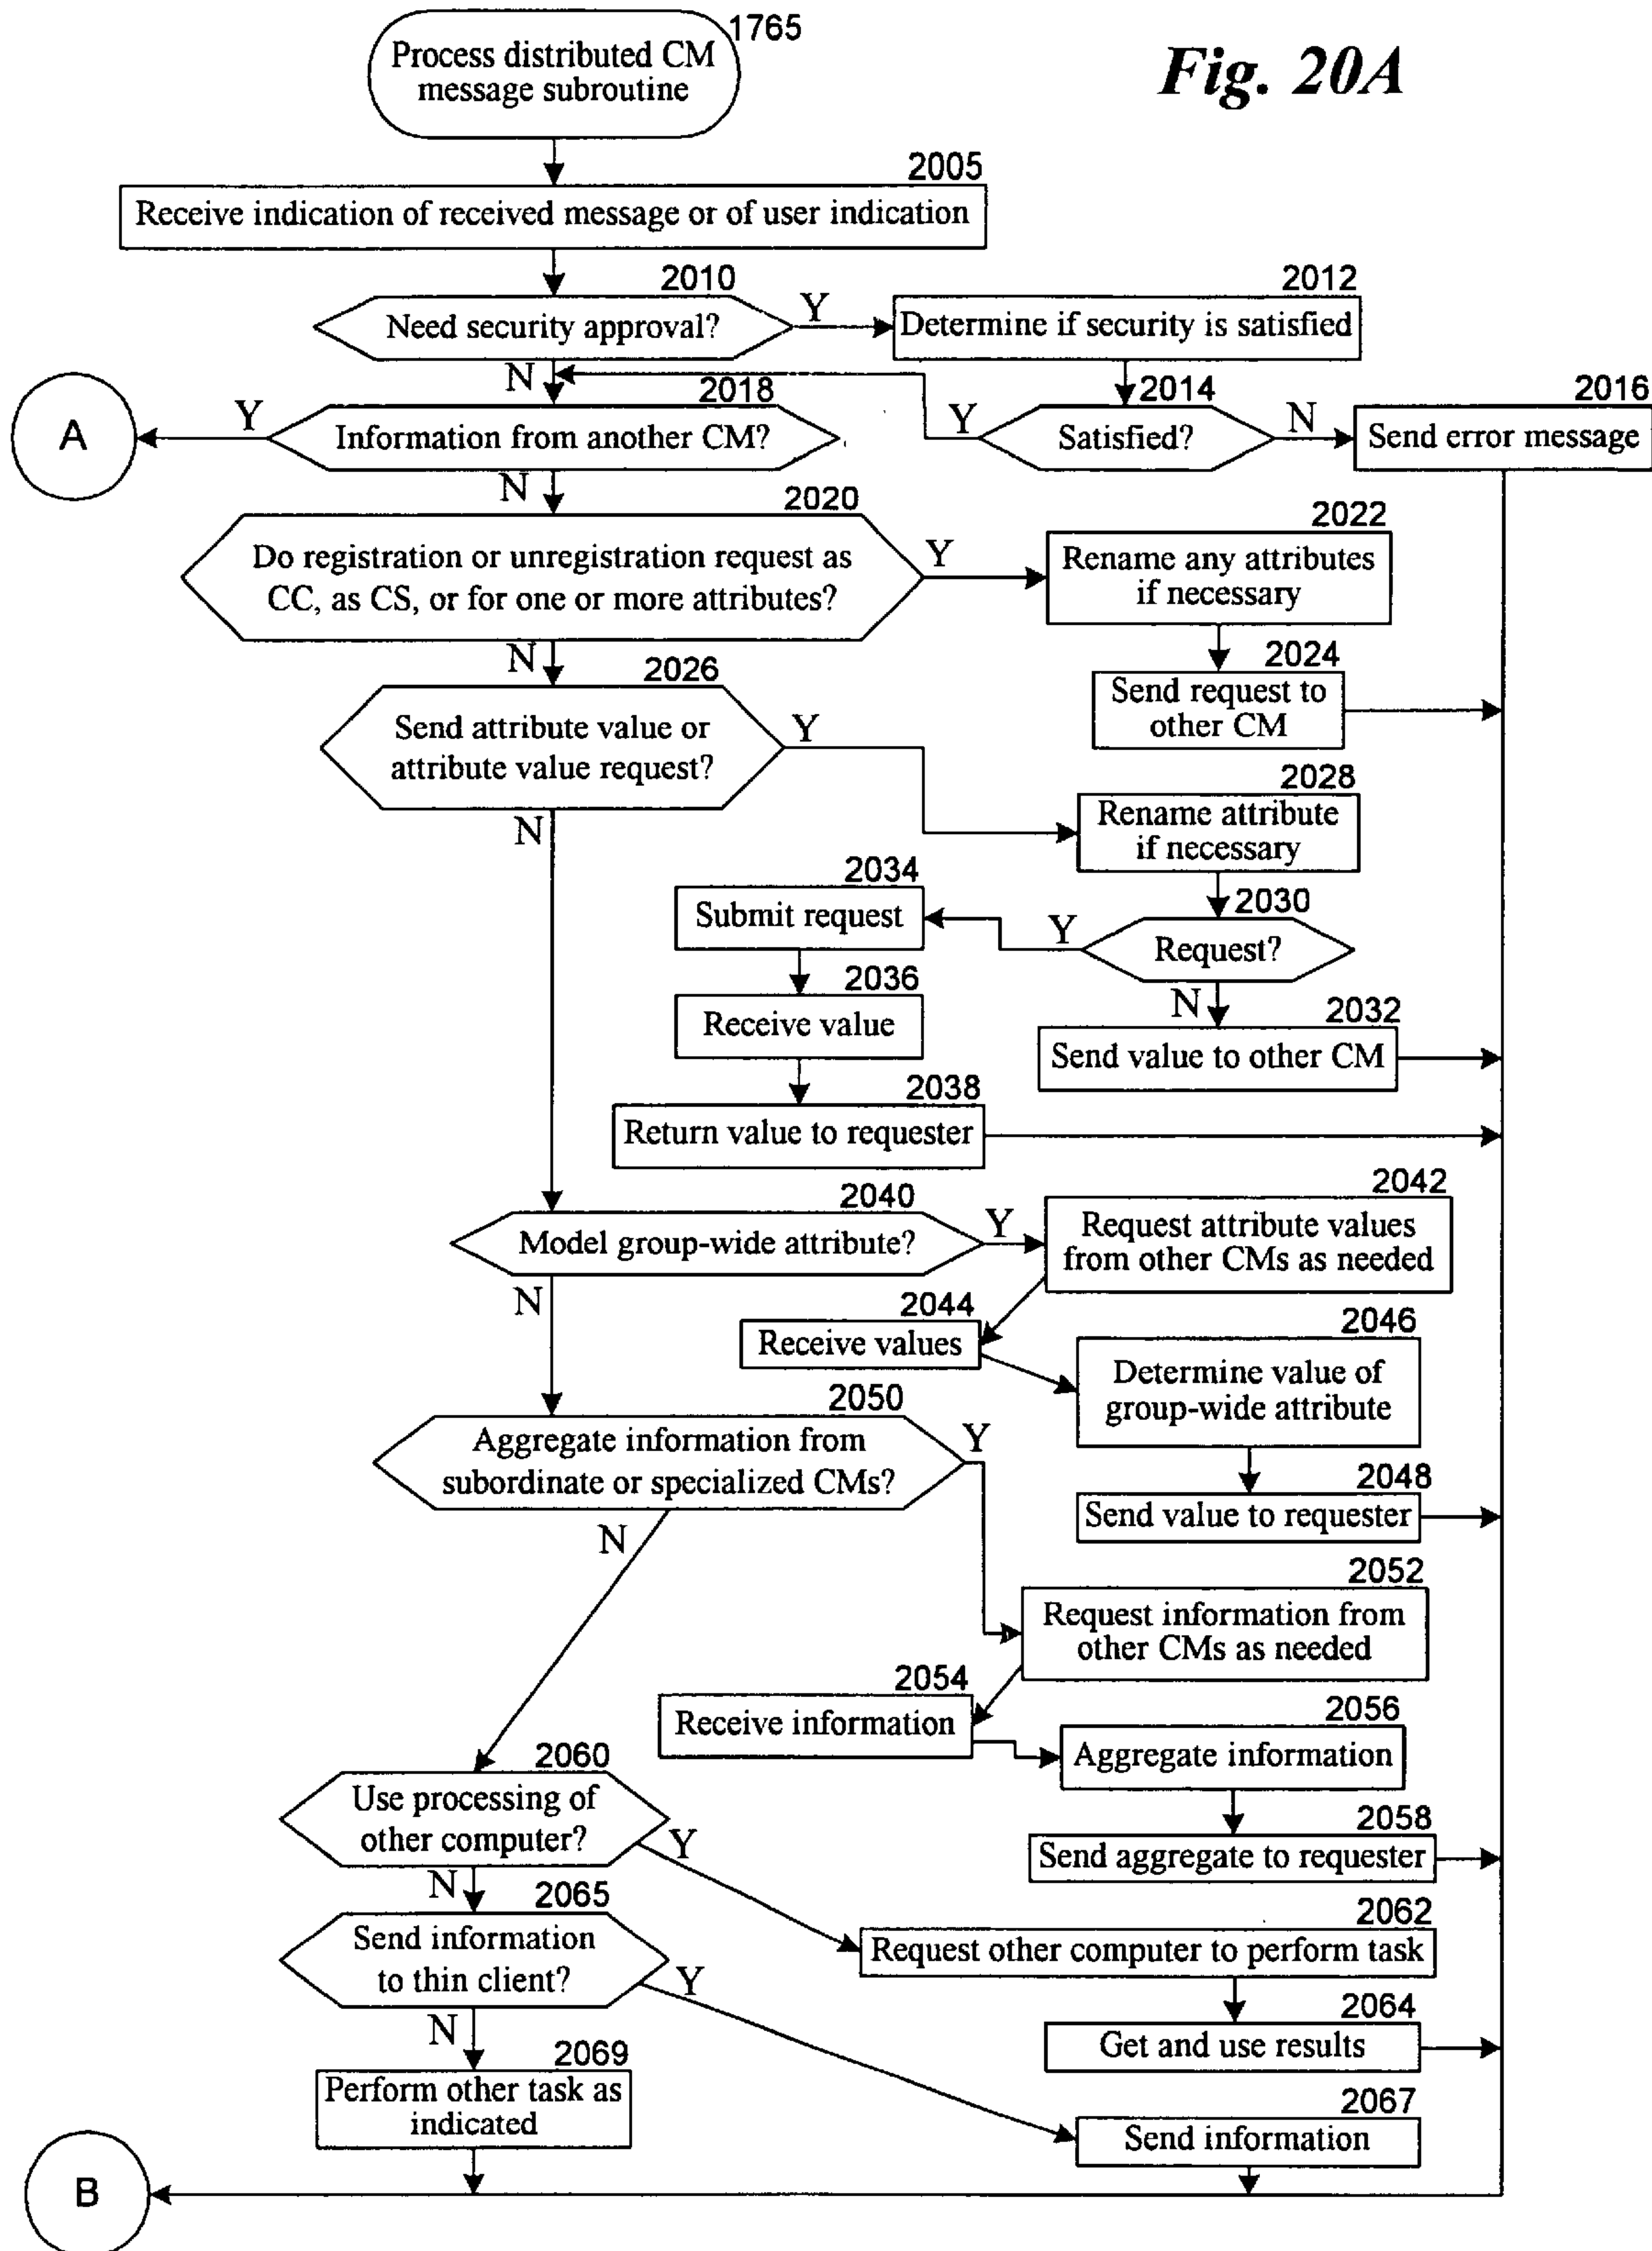 1765
Process distributed CM
message subroutine
Fig. 20A
2005
Receive indication of received message or of user indication
2010
Need security approval?
Y
2012
Determine if security is satisfied
N
2018
Information from another CM?
Y
A
2014
Satisfied?
Y
N
2016
Send error message
N
2020
Do registration or unregistration request as
CC, as CS, or for one or more attributes?
Y
2022
Rename any attributes
if necessary
2024
Send request to
other CM
N
2026
Send attribute value or
attribute value request?
Y
2028
Rename attribute
if necessary
2030
Request?
Y
2034
Submit request
2036
Receive value
N
2032
Send value to other CM
2038
Return value to requester
N
2040
Model group-wide attribute?
Y
2042
Request attribute values
from other CMs as needed
2044
Receive values
2046
Determine value of
group-wide attribute
2048
Send value to requester
N
2050
Aggregate information from
subordinate or specialized CMs?
Y
2052
Request information from
other CMs as needed
2054
Receive information
2056
Aggregate information
2058
Send aggregate to requester
N
2060
Use processing of
other computer?
Y
2062
Request other computer to perform task
2064
Get and use results
N
2065
Send information
to thin client?
Y
2067
Send information
N
2069
Perform other task as
indicated
B